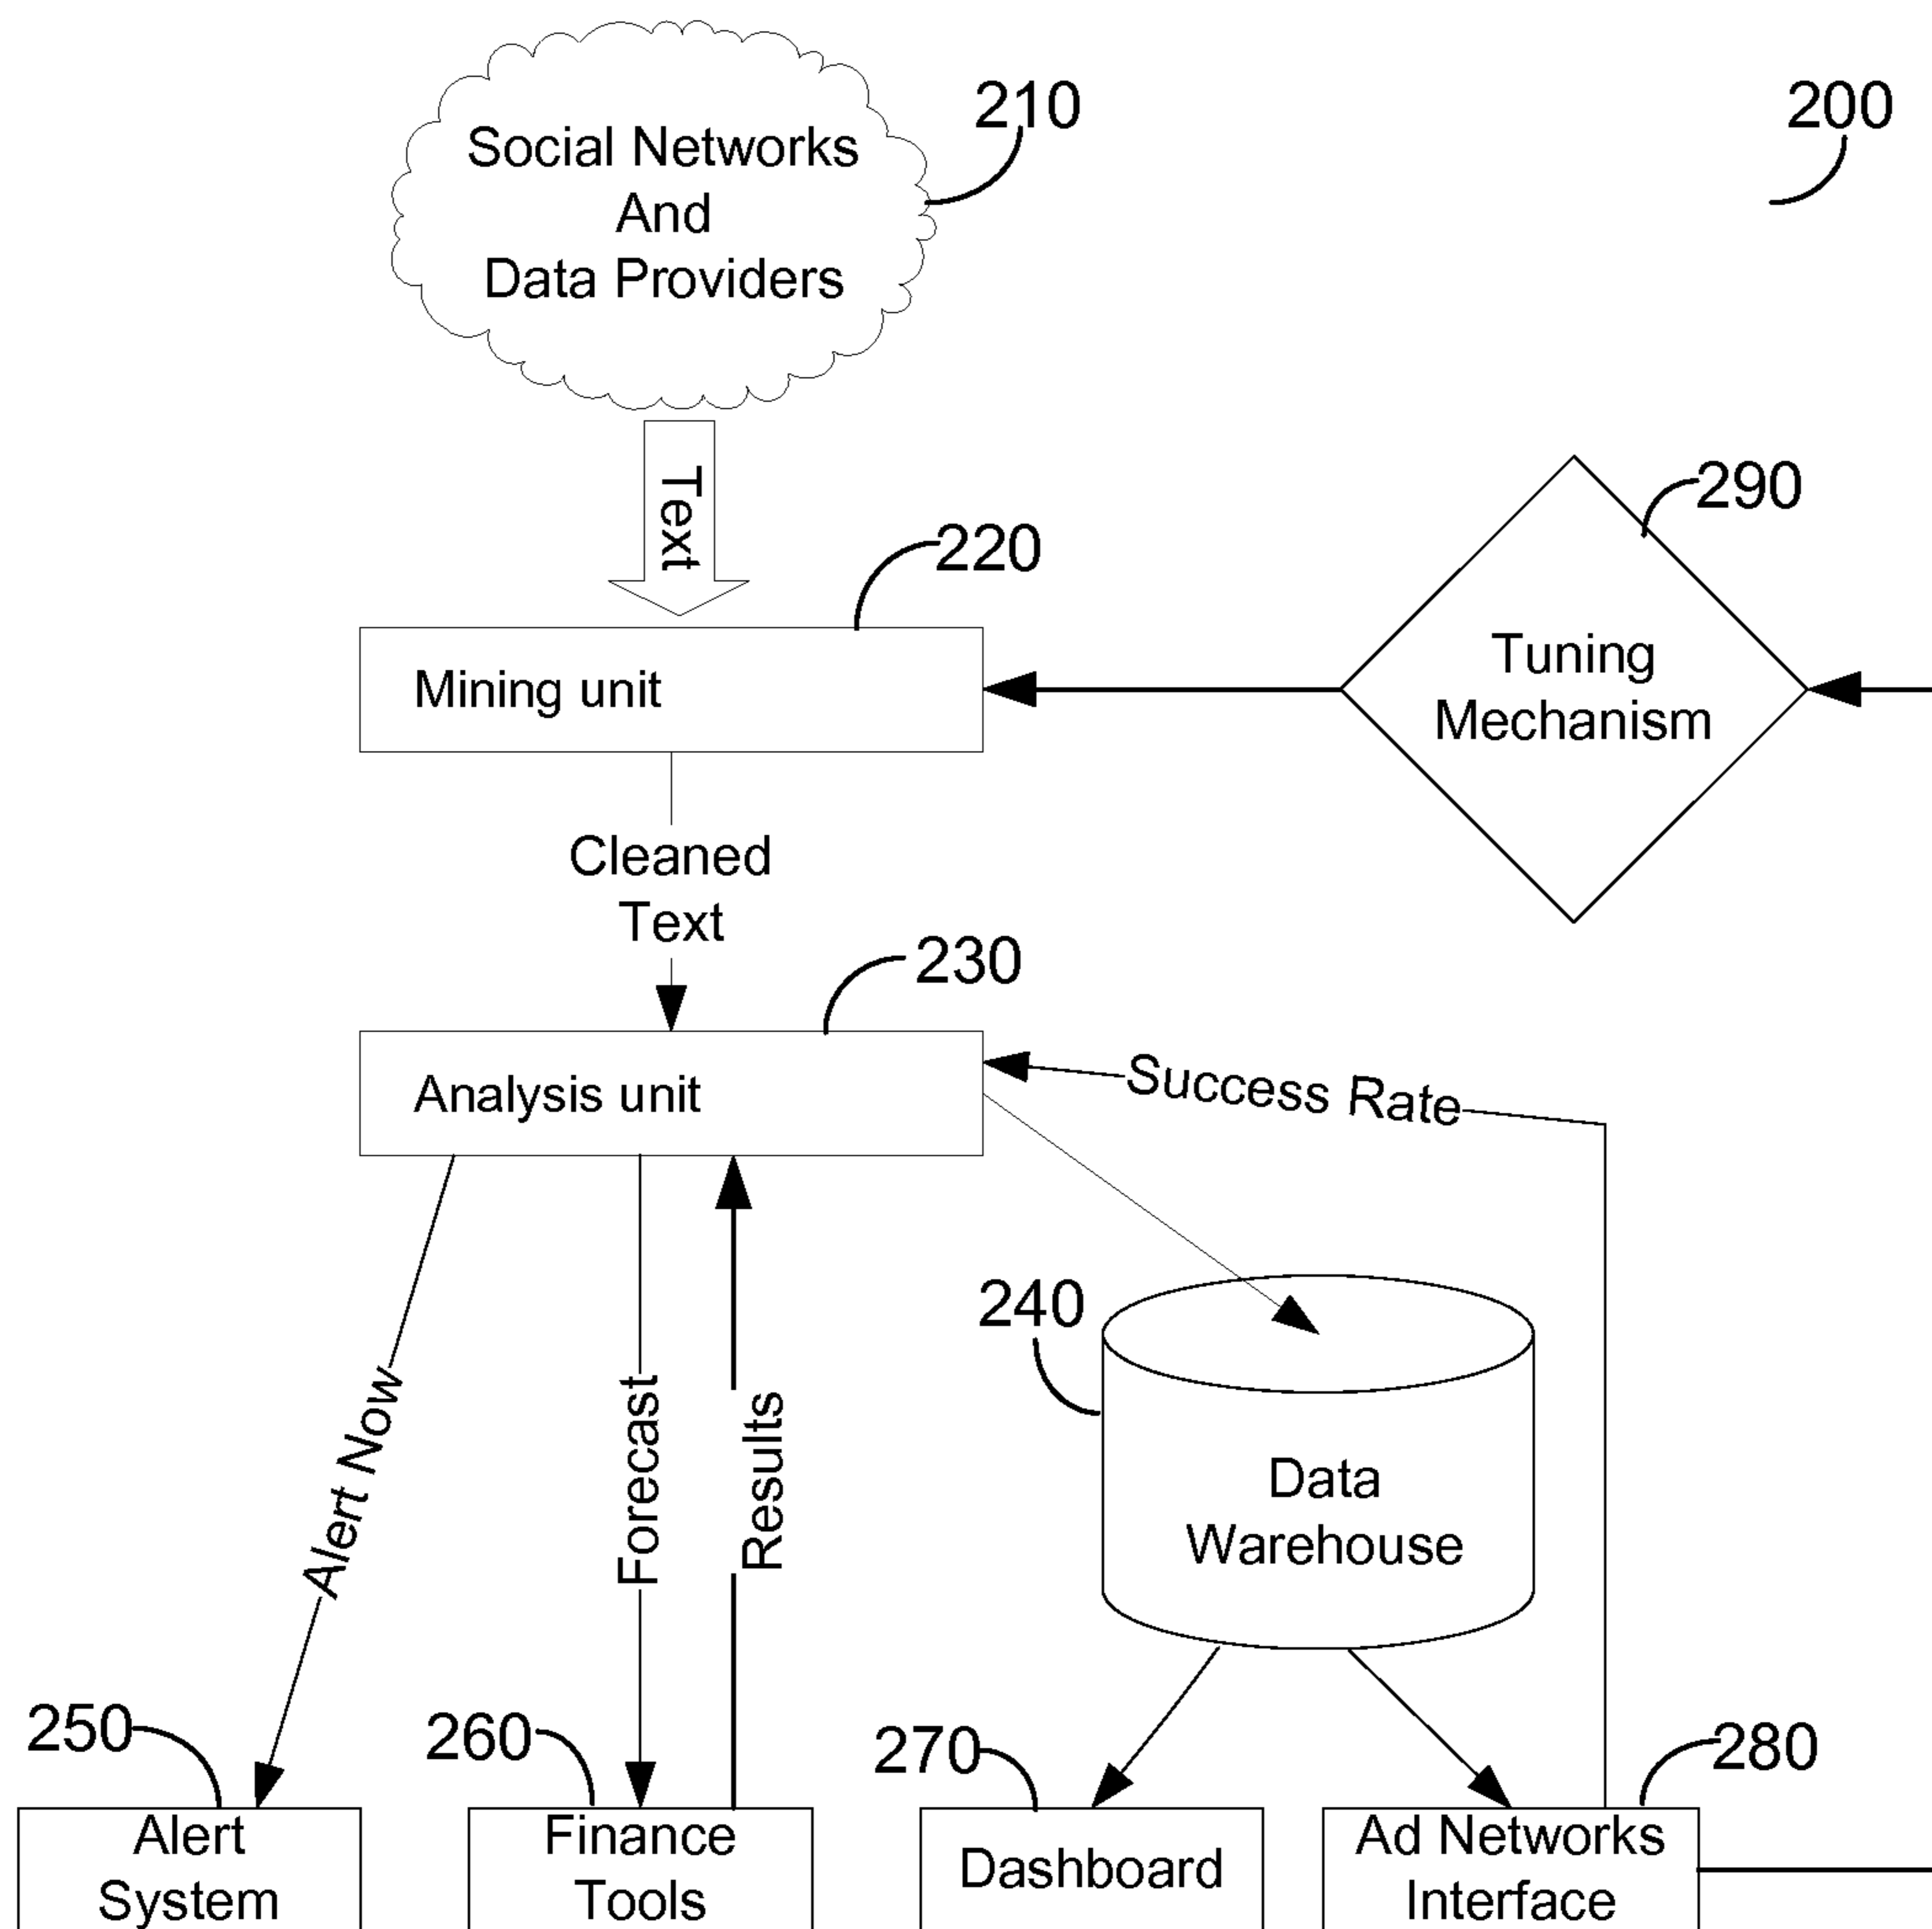 Social Networks
And
Data Providers
210
200
Text
220
Mining unit
290
Tuning
Mechanism
Cleaned
Text
230
Analysis unit
Success Rate
Alert Now
Forecast
Results
240
Data
Warehouse
250
260
270
280
Alert
System
Finance
Tools
Dashboard
Ad Networks
Interface